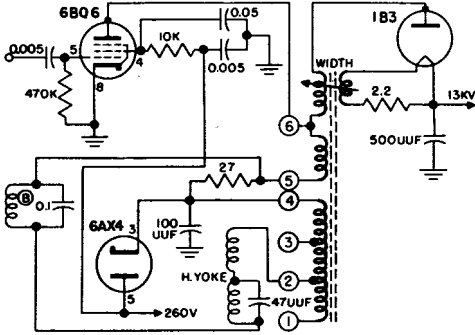 6BQ6
0.05
1B3
0.005
5
10K
4
0.005
WIDTH
470K
8
2.2
13KV
6
500UUF
27
5
B
0.1
6AX4
3
4
100
UUF
3
H.YOKE
2
47UUF
5
260V
1